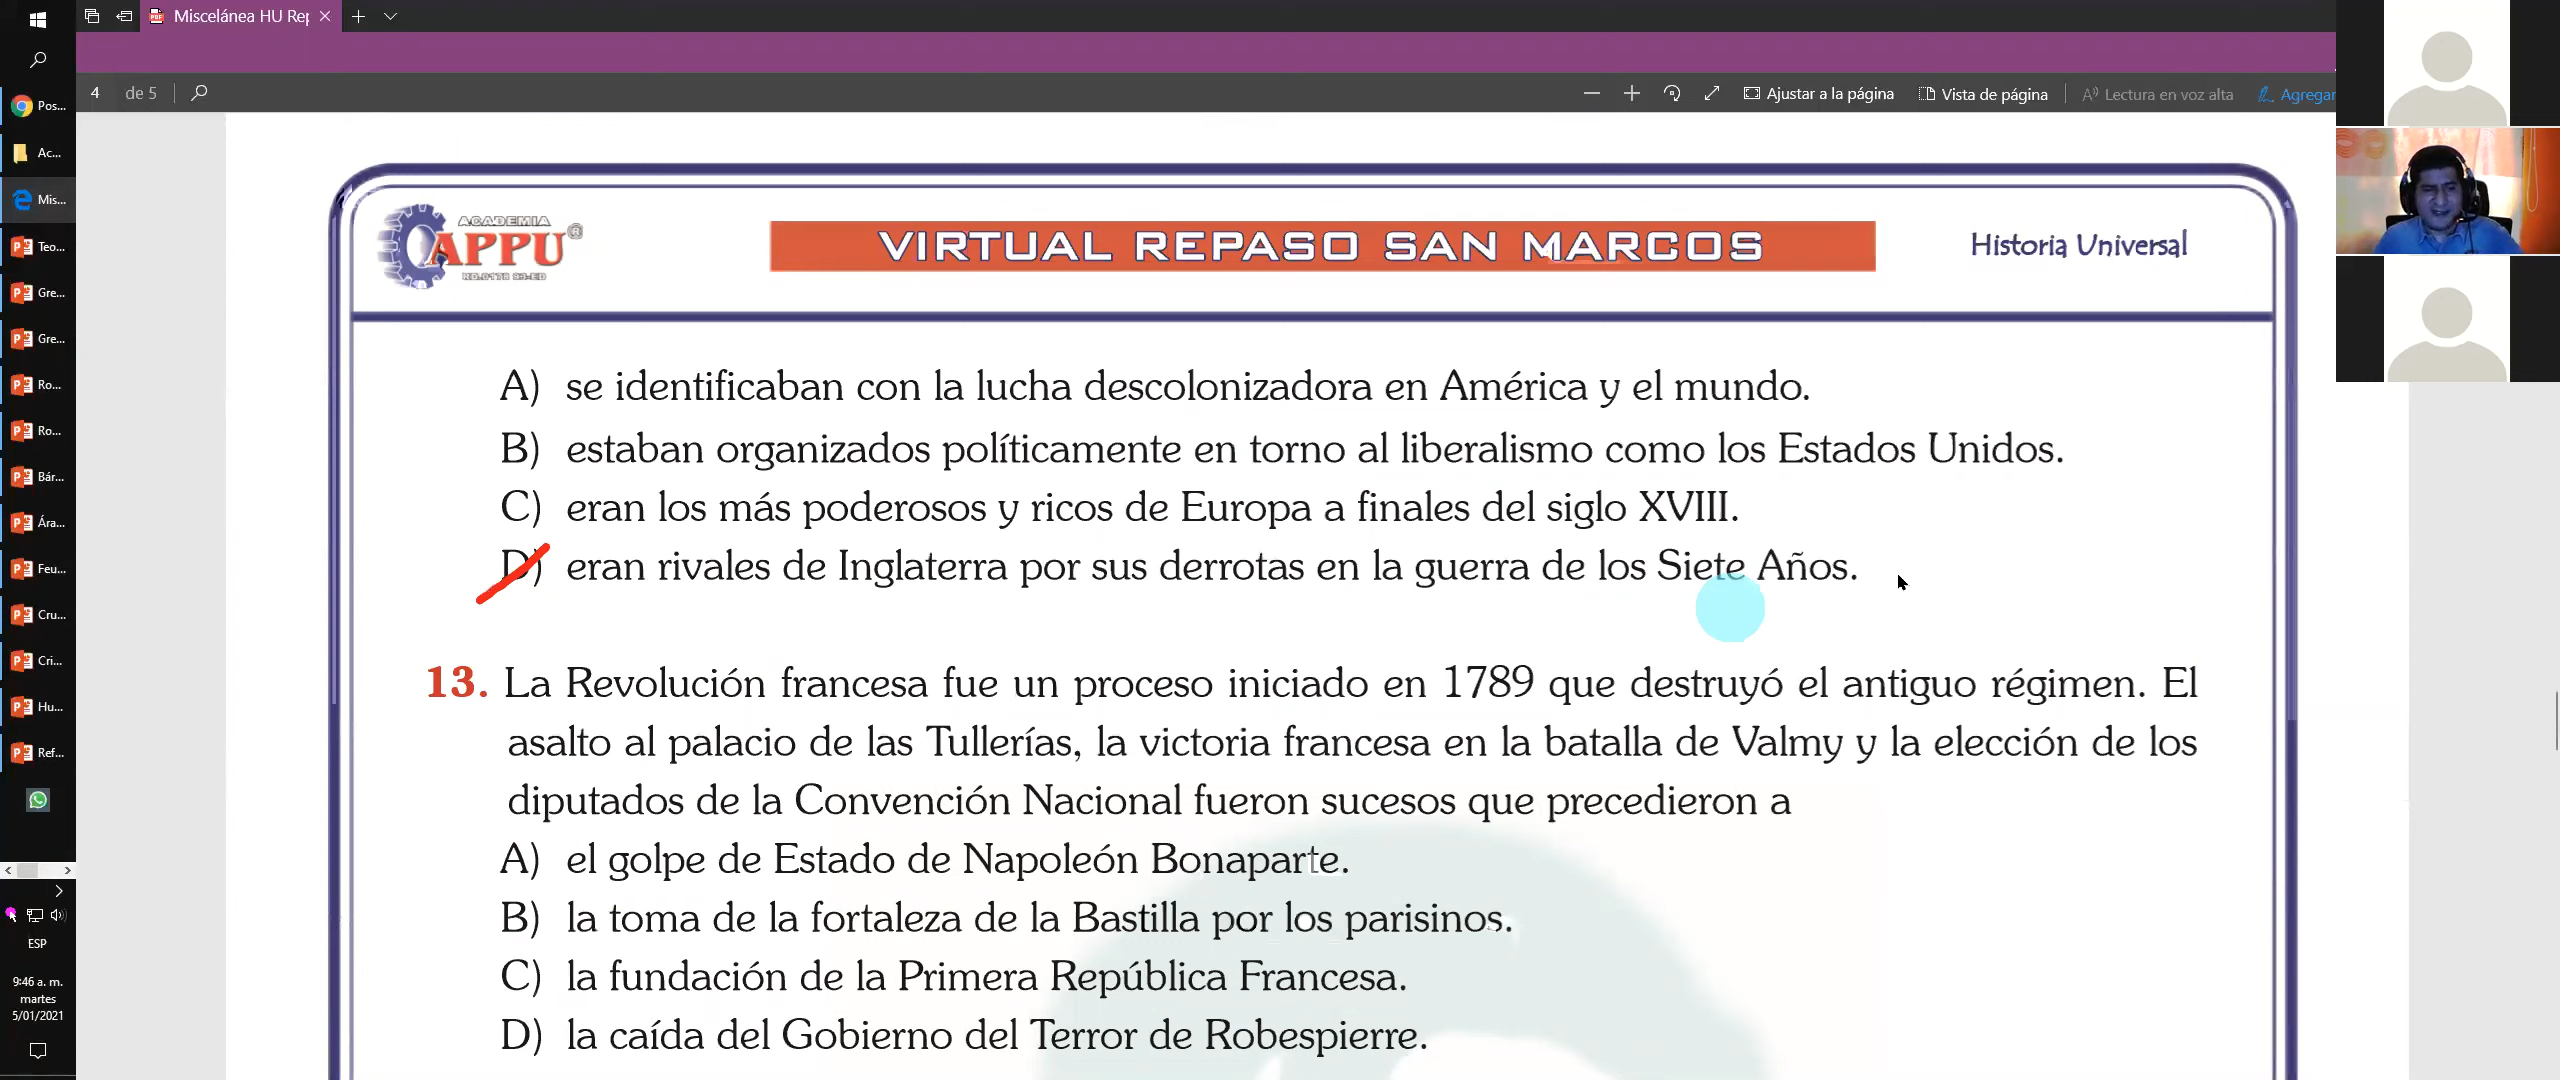 Miscelánea HU Rep
4 de 5
Ajustar a la página
Vista de página
Lectura en voz alta
Agregar
Pos...
Ac...
Mis...
Teo...
Gre...
Gre...
Ro...
Ro...
Bár...
Ára...
Feu...
Cru...
Cri...
Hu...
Ref...
ESP
9:46 a. m.
martes
5/01/2021
ACADEMIA
APPU®
VIRTUAL REPASO SAN MARCOS
Historia Universal
A) se identificaban con la lucha descolonizadora en América y el mundo.
B) estaban organizados políticamente en torno al liberalismo como los Estados Unidos.
C) eran los más poderosos y ricos de Europa a finales del siglo XVIII.
D) eran rivales de Inglaterra por sus derrotas en la guerra de los Siete Años.
13. La Revolución francesa fue un proceso iniciado en 1789 que destruyó el antiguo régimen. El
asalto al palacio de las Tullerías, la victoria francesa en la batalla de Valmy y la elección de los
diputados de la Convención Nacional fueron sucesos que precedieron a
A) el golpe de Estado de Napoleón Bonaparte.
B) la toma de la fortaleza de la Bastilla por los parisinos.
C) la fundación de la Primera República Francesa.
D) la caída del Gobierno del Terror de Robespierre.